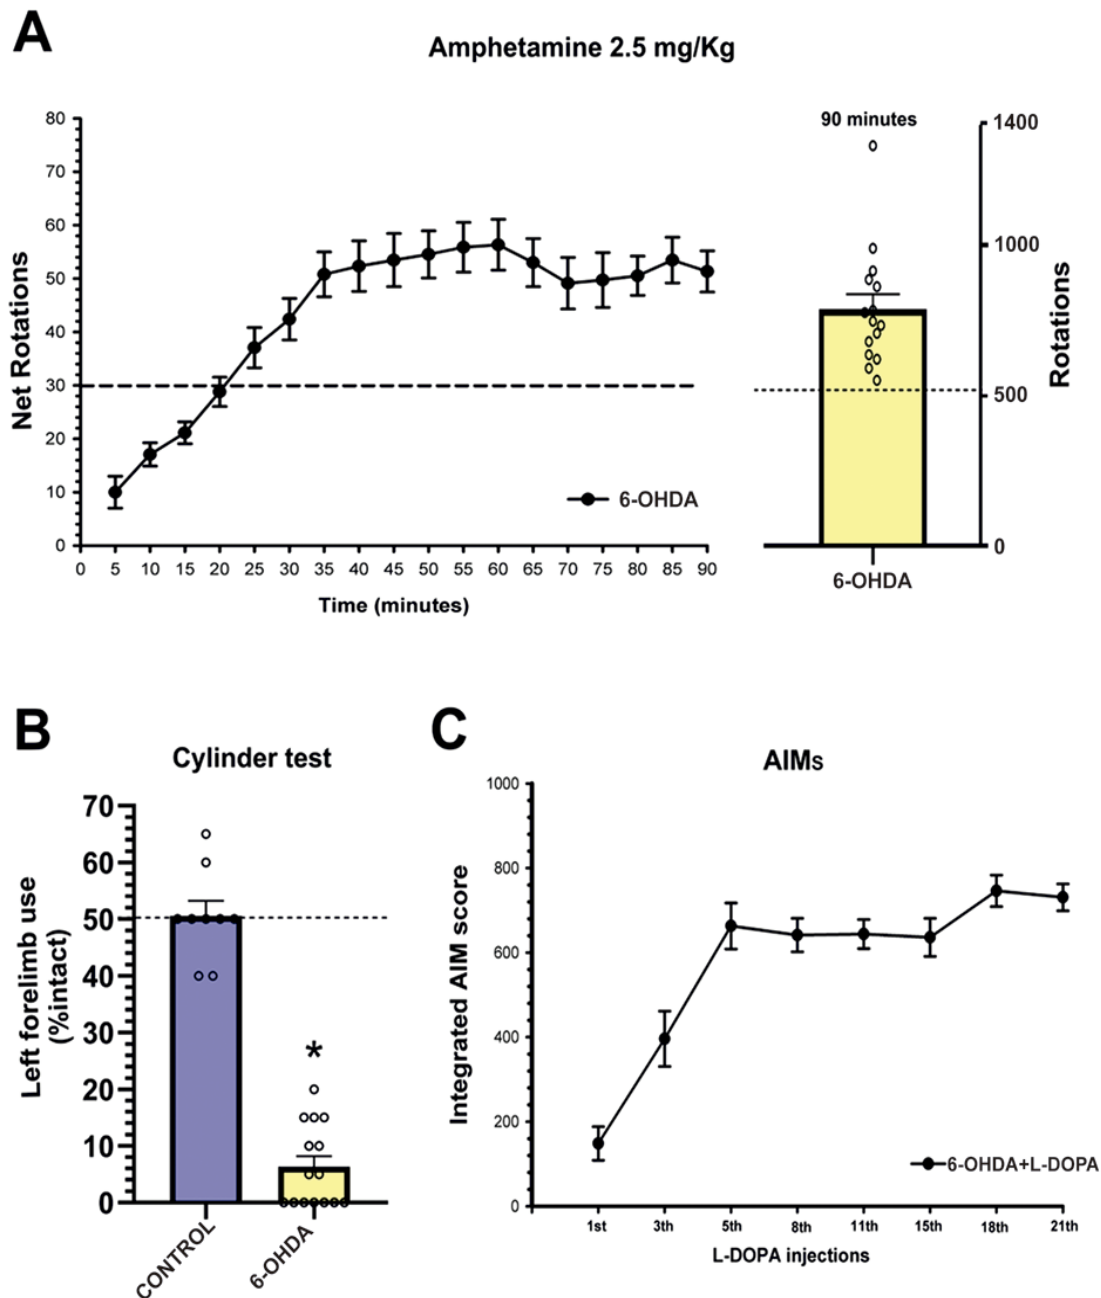 A
Amphetamine 2.5 mg/Kg
80
70
60
50
40
30
20
10
0
Net Rotations
0 5 10 15 20 25 30 35 40 45 50 55 60 65 70 75 80 85 90
Time (minutes)
6-OHDA
90 minutes
1400
1000
500
0
Rotations
6-OHDA
B
Cylinder test
70
60
50
40
30
20
10
0
Left forelimb use
(%intact)
*
CONTROL
6-OHDA
C
AIMs
1000
800
600
400
200
0
Integrated AIM score
6-OHDA+L-DOPA
1st 3th 5th 8th 11th 15th 18th 21th
L-DOPA injections